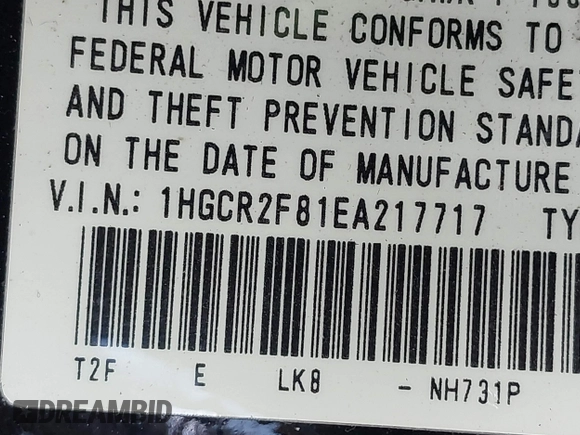 THIS VEHICLE CONFORMS TO
FEDERAL MOTOR VEHICLE SAFE
AND THEFT PREVENTION STANDA
ON THE DATE OF MANUFACTURE
V.I.N.: 1HGCR2F81EA217717 TY
T2F E LK8 - NH731P
DREAMBID